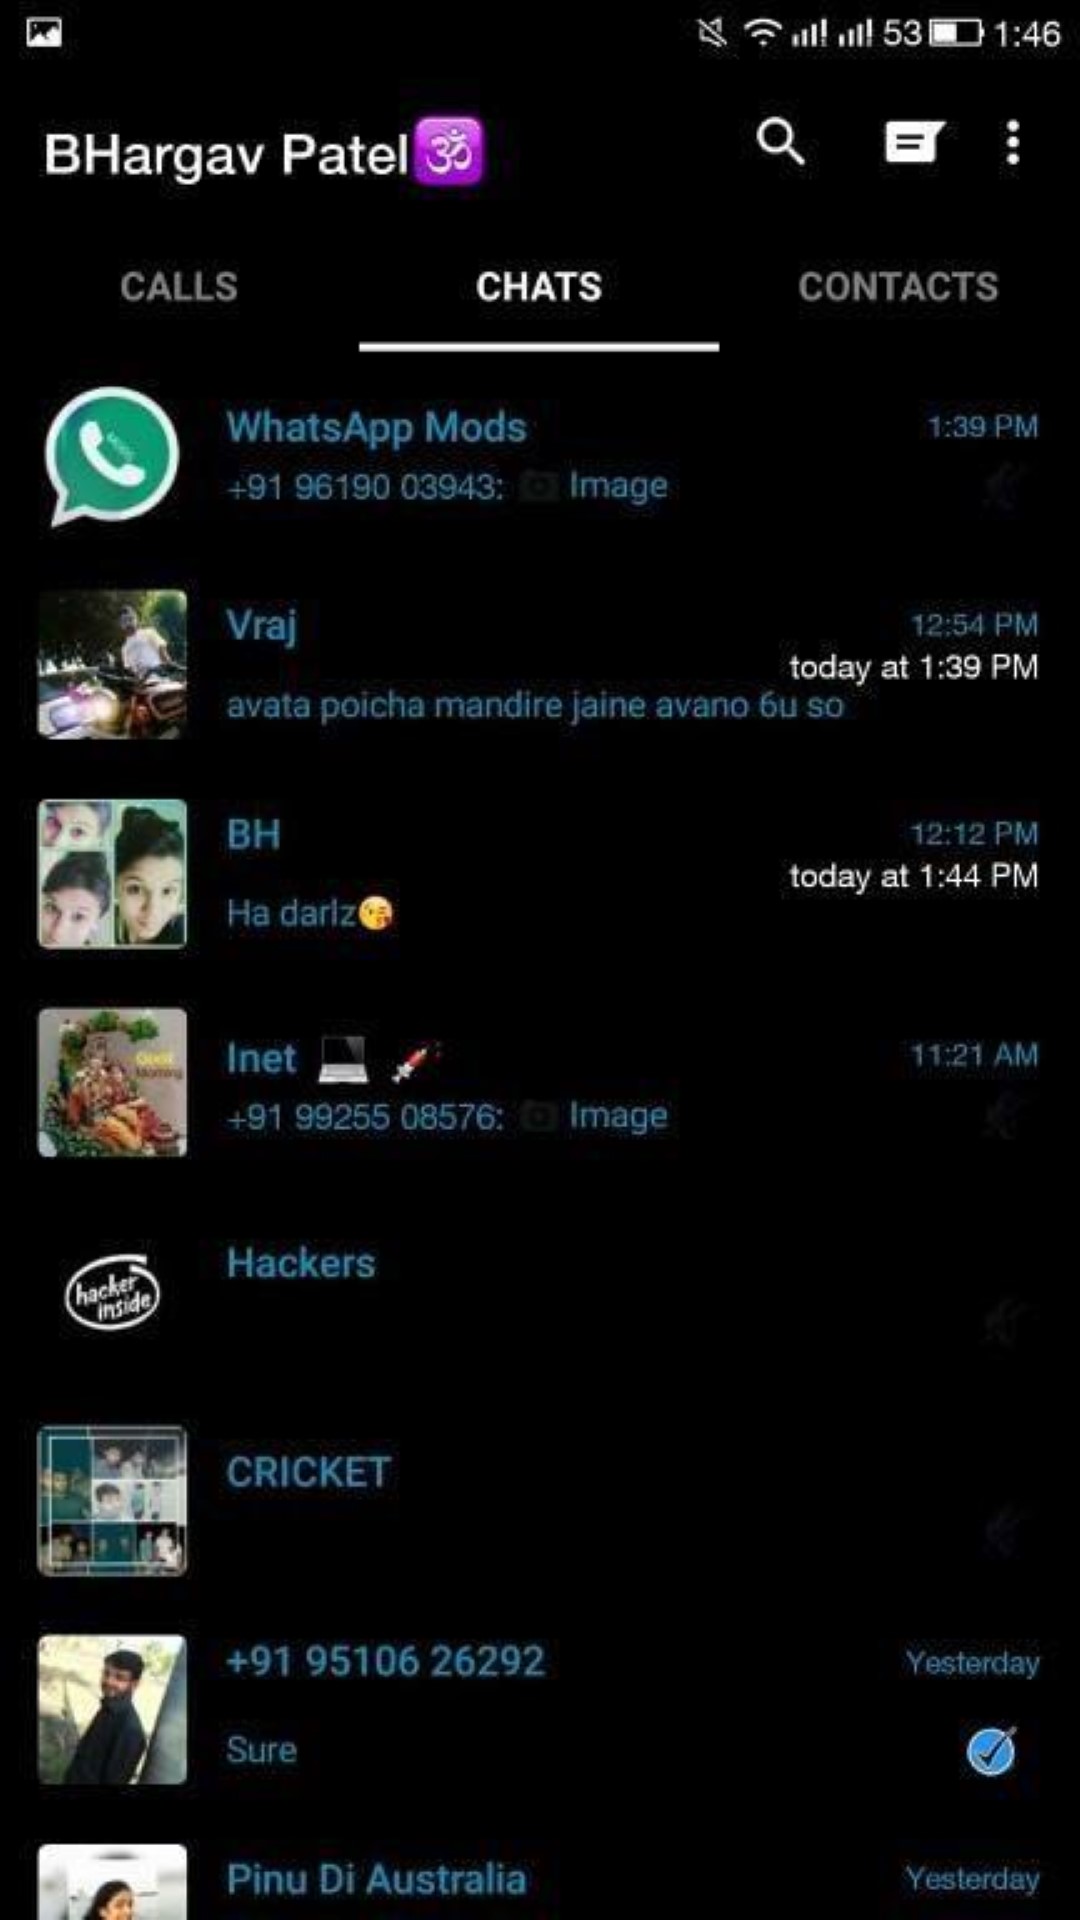 53 1:46
BHargav Patel🕉
CALLS CHATS CONTACTS
WhatsApp Mods 1:39 PM
+91 96190 03943: Image
Vraj 12:54 PM
today at 1:39 PM
avata poicha mandire jaine avano 6u so
BH 12:12 PM
today at 1:44 PM
Ha darlz😘
Inet 💻 💉 11:21 AM
+91 99255 08576: Image
Good
Morning
Hackers
hacker
inside
CRICKET
+91 95106 26292 Yesterday
Sure
Pinu Di Australia Yesterday